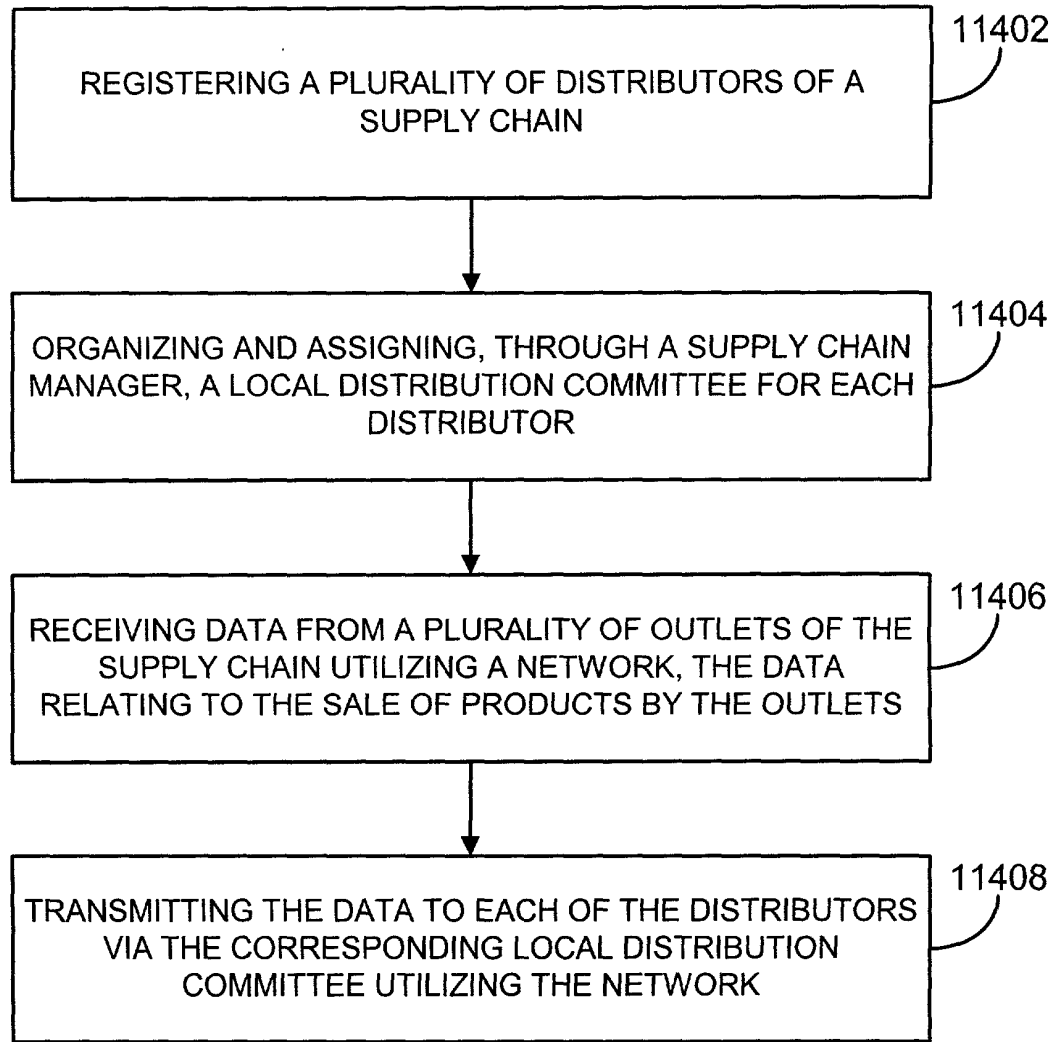 11402
REGISTERING A PLURALITY OF DISTRIBUTORS OF A
SUPPLY CHAIN
11404
ORGANIZING AND ASSIGNING, THROUGH A SUPPLY CHAIN
MANAGER, A LOCAL DISTRIBUTION COMMITTEE FOR EACH
DISTRIBUTOR
11406
RECEIVING DATA FROM A PLURALITY OF OUTLETS OF THE
SUPPLY CHAIN UTILIZING A NETWORK, THE DATA
RELATING TO THE SALE OF PRODUCTS BY THE OUTLETS
11408
TRANSMITTING THE DATA TO EACH OF THE DISTRIBUTORS
VIA THE CORRESPONDING LOCAL DISTRIBUTION
COMMITTEE UTILIZING THE NETWORK